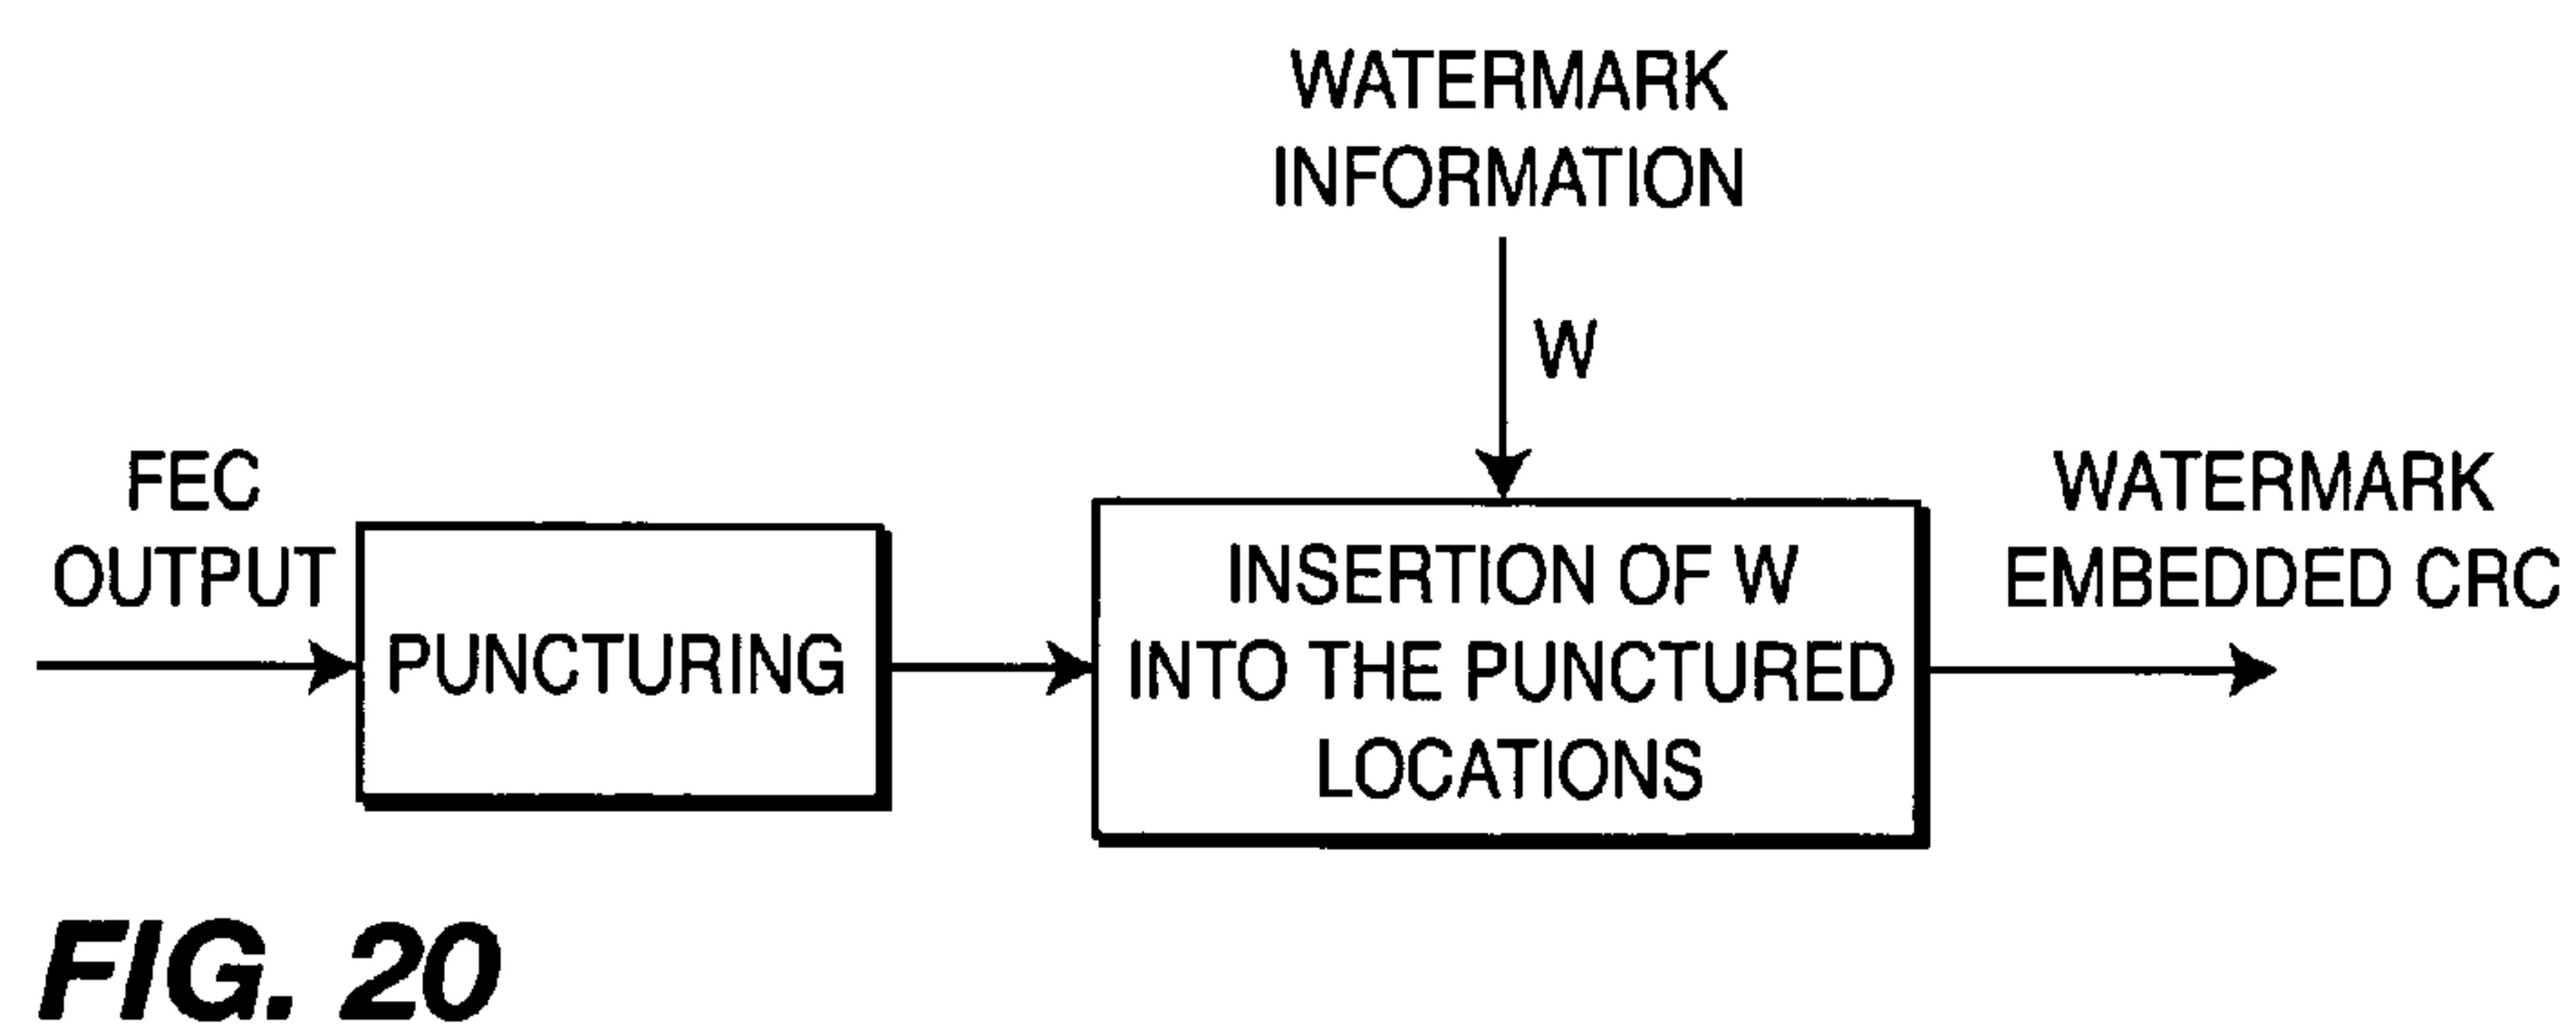 WATERMARK
INFORMATION
W
FEC
OUTPUT
PUNCTURING
INSERTION OF W
INTO THE PUNCTURED
LOCATIONS
WATERMARK
EMBEDDED CRC
FIG. 20